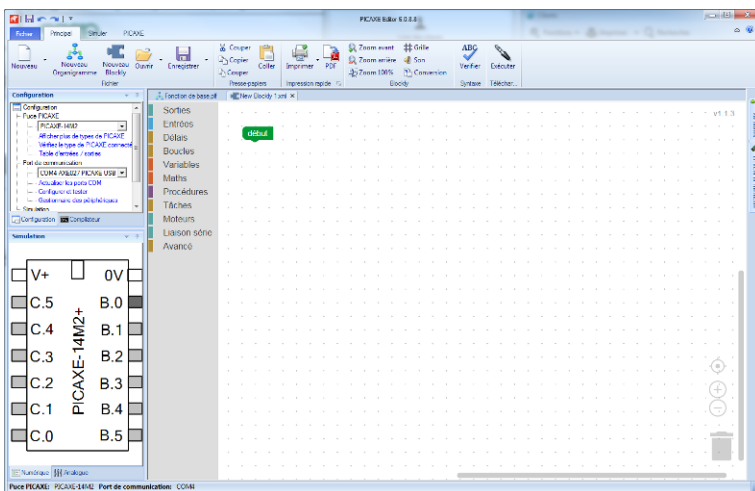 PICAXE Editor 6.0.8.8
Fichier Principal Simuler PICAXE
Nouveau
Nouveau Organigramme
Nouveau Blockly
Ouvrir
Enregistrer
Fichier
Couper
Copier
Couper
Coller
Presse-papiers
Imprimer
PDF
Impression rapide
Zoom avant
Zoom arrière
Zoom 100%
Grille
Son
Conversion
Blockly
ABC
Vérifier
Syntaxe
Exécuter
Télécher...
Configuration
Fonction de base.plf
New Blockly 1.xml
Configuration
Puce PICAXE
PICAXE-14M2
Afficher plus de types de PICAXE
Vérifiez le type de PICAXE connecté
Table d'entrées / sorties
Port de communication
COM4 AXE027 PICAXE USB
Actualiser les ports COM
Configurer et tester
Gestionnaire des périphériques
Simulation
Configuration Compilateur
Sorties
Entrées
Délais
Boucles
Variables
Maths
Procédures
Tâches
Moteurs
Liaison série
Avancé
début
v1.1.3
Simulation
V+ 0V
C.5 B.0
C.4 B.1
C.3 B.2
C.2 B.3
C.1 B.4
C.0 B.5
PICAXE-14M2+
Numérique Analogue
Puce PICAXE: PICAXE-14M2 Port de communication: COM4